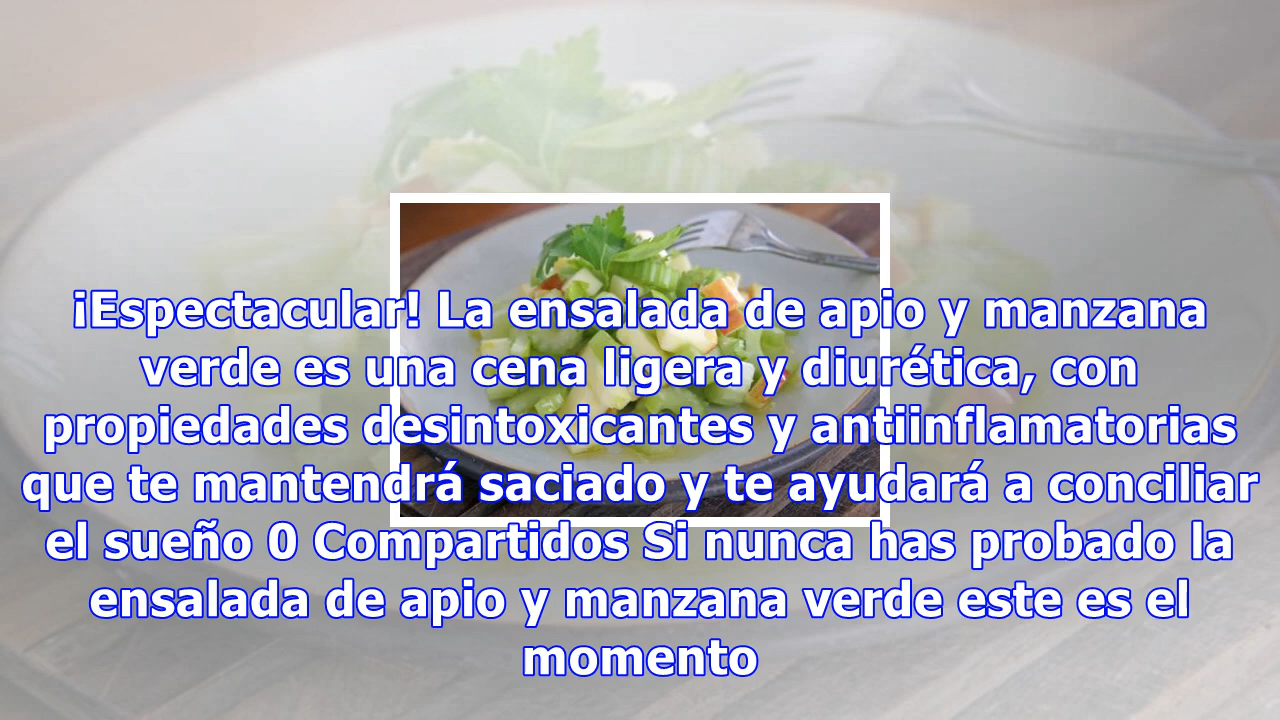 ¡Espectacular! La ensalada de apio y manzana
verde es una cena ligera y diurética, con
propiedades desintoxicantes y antiinflamatorias
que te mantendrá saciado y te ayudará a conciliar
el sueño 0 Compartidos Si nunca has probado la
ensalada de apio y manzana verde este es el
momento